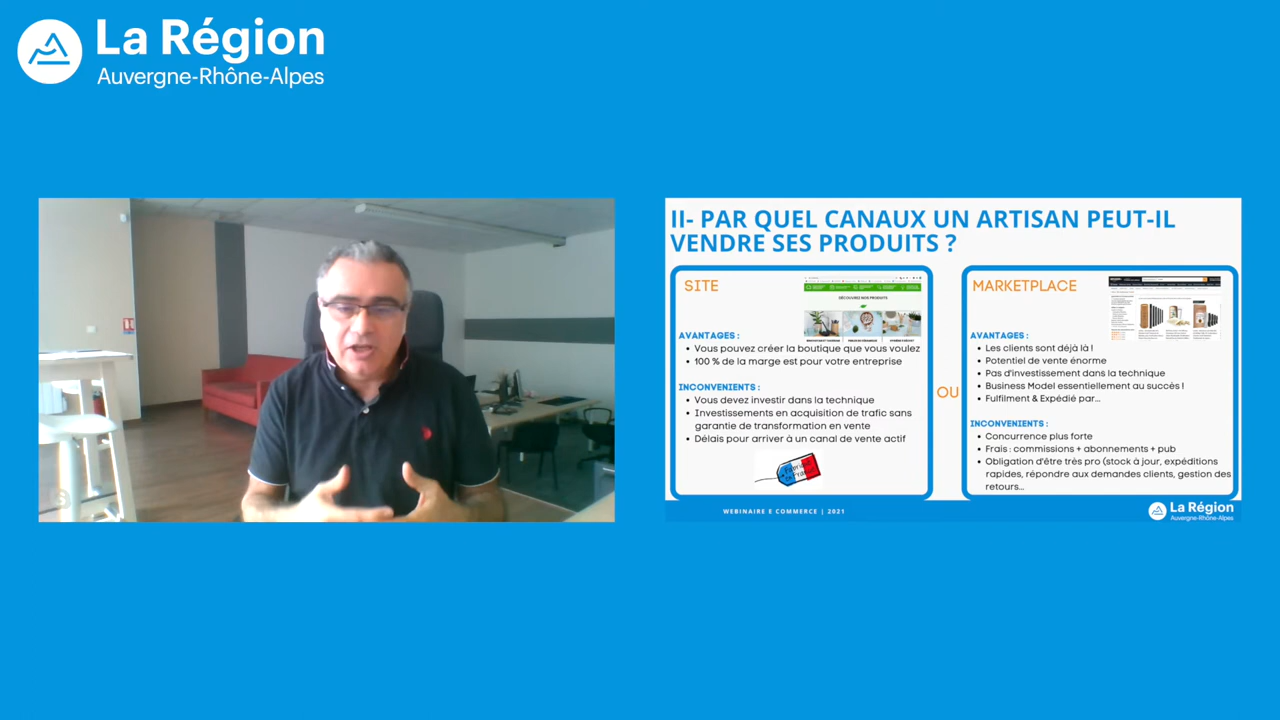 La Région
Auvergne-Rhône-Alpes
II- PAR QUEL CANAUX UN ARTISAN PEUT-IL
VENDRE SES PRODUITS ?
SITE
DÉCOUVREZ NOS PRODUITS
AVANTAGES :
• Vous pouvez créer la boutique que vous voulez
• 100 % de la marge est pour votre entreprise
INCONVENIENTS :
• Vous devez investir dans la technique
• Investissements en acquisition de trafic sans
garantie de transformation en vente
• Délais pour arriver à un canal de vente actif
Fabriqué
en France
OU
MARKETPLACE
AVANTAGES :
• Les clients sont déjà là !
• Potentiel de vente énorme
• Pas d'investissement dans la technique
• Business Model essentiellement au succès !
• Fulfilment & Expédié par...
INCONVENIENTS :
• Concurrence plus forte
• Frais : commissions + abonnements + pub
• Obligation d'être très pro (stock à jour, expéditions
rapides, répondre aux demandes clients, gestion des
retours...
WEBINAIRE E COMMERCE | 2021
La Région
Auvergne-Rhône-Alpes